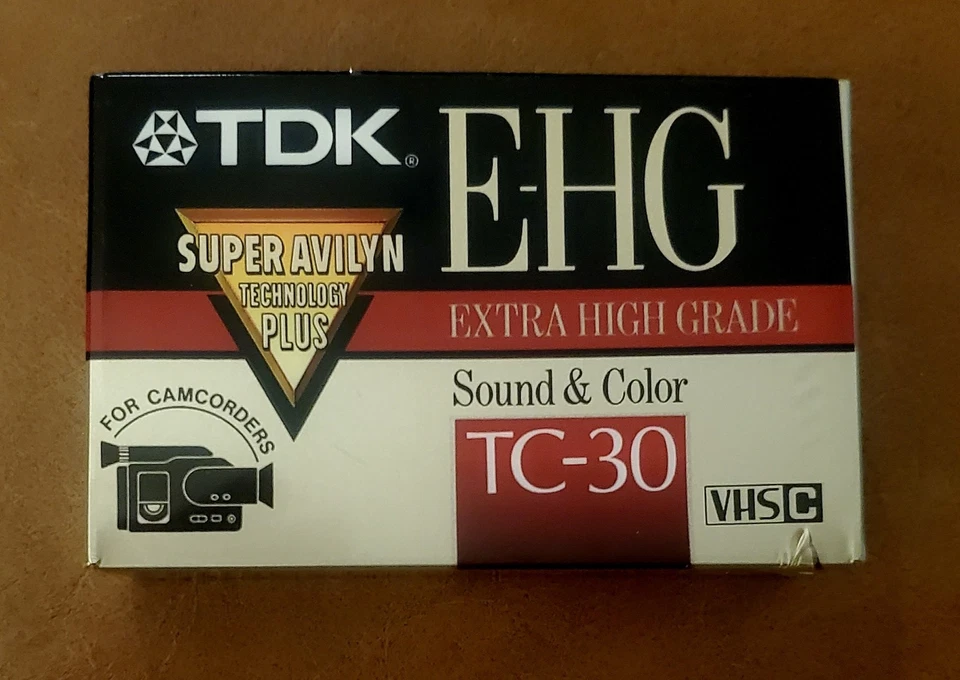 TDK®
E-HG
SUPER AVILYN
TECHNOLOGY
PLUS
EXTRA HIGH GRADE
Sound & Color
FOR CAMCORDERS
TC-30
VHS C